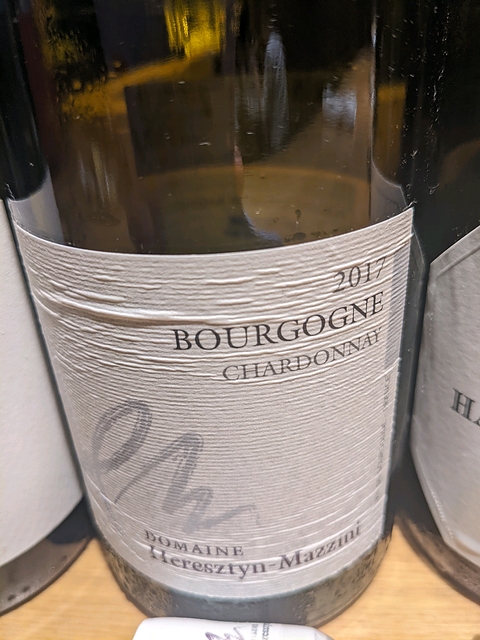 2017
BOURGOGNE
CHARDONNAY
DOMAINE
Heresztyn-Mazzini